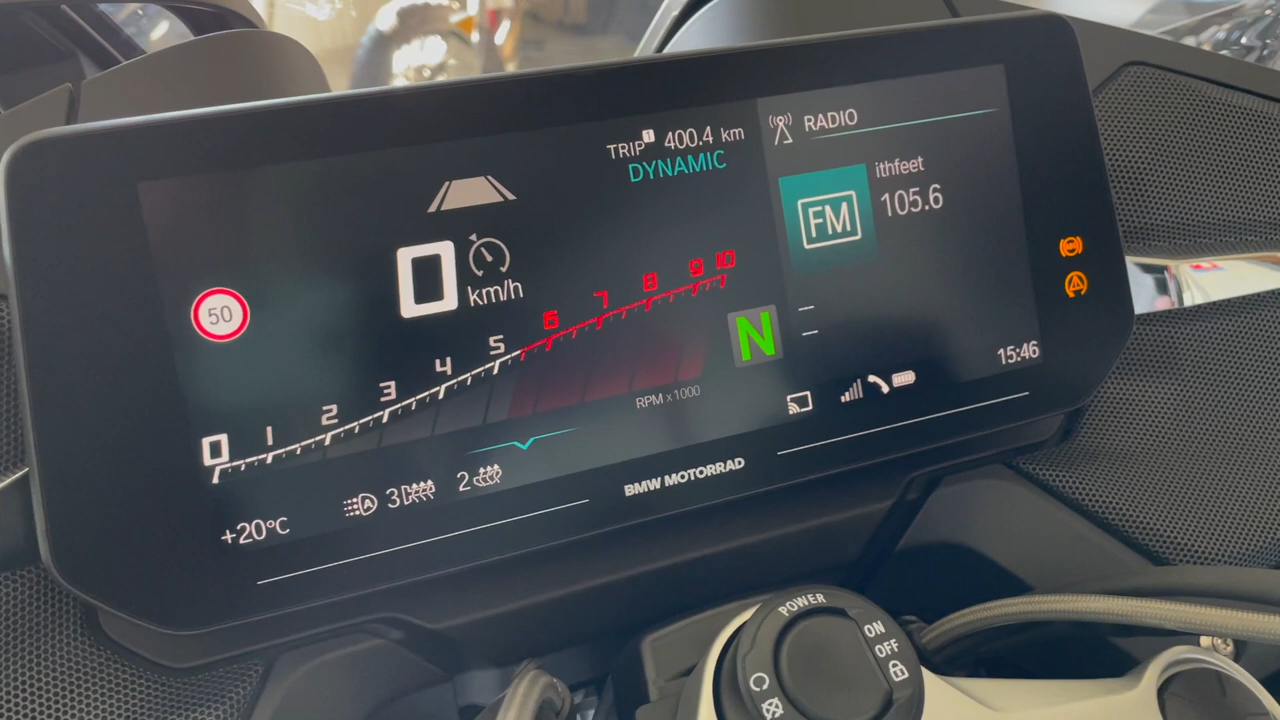 TRIP 1 400.4 km
DYNAMIC
RADIO
ithfeet
FM
105.6
0
km/h
50
0 1 2 3 4 5 6 7 8 9 10
N
RPM x 1000
15:46
A
3
2
+20°C
BMW MOTORRAD
POWER
ON
OFF